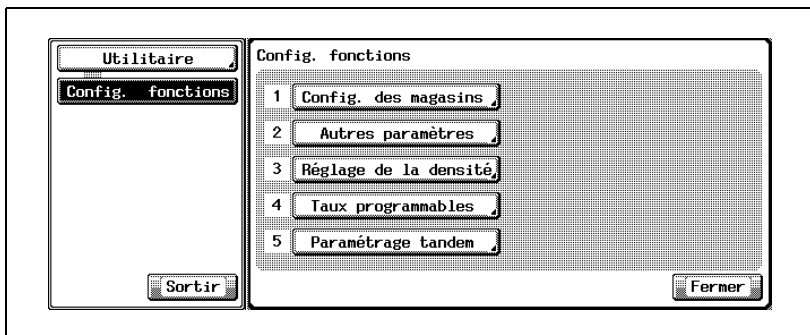 Utilitaire
Config. fonctions
Sortir
Config. fonctions
1 Config. des magasins
2 Autres paramètres
3 Réglage de la densité
4 Taux programmables
5 Paramétrage tandem
Fermer